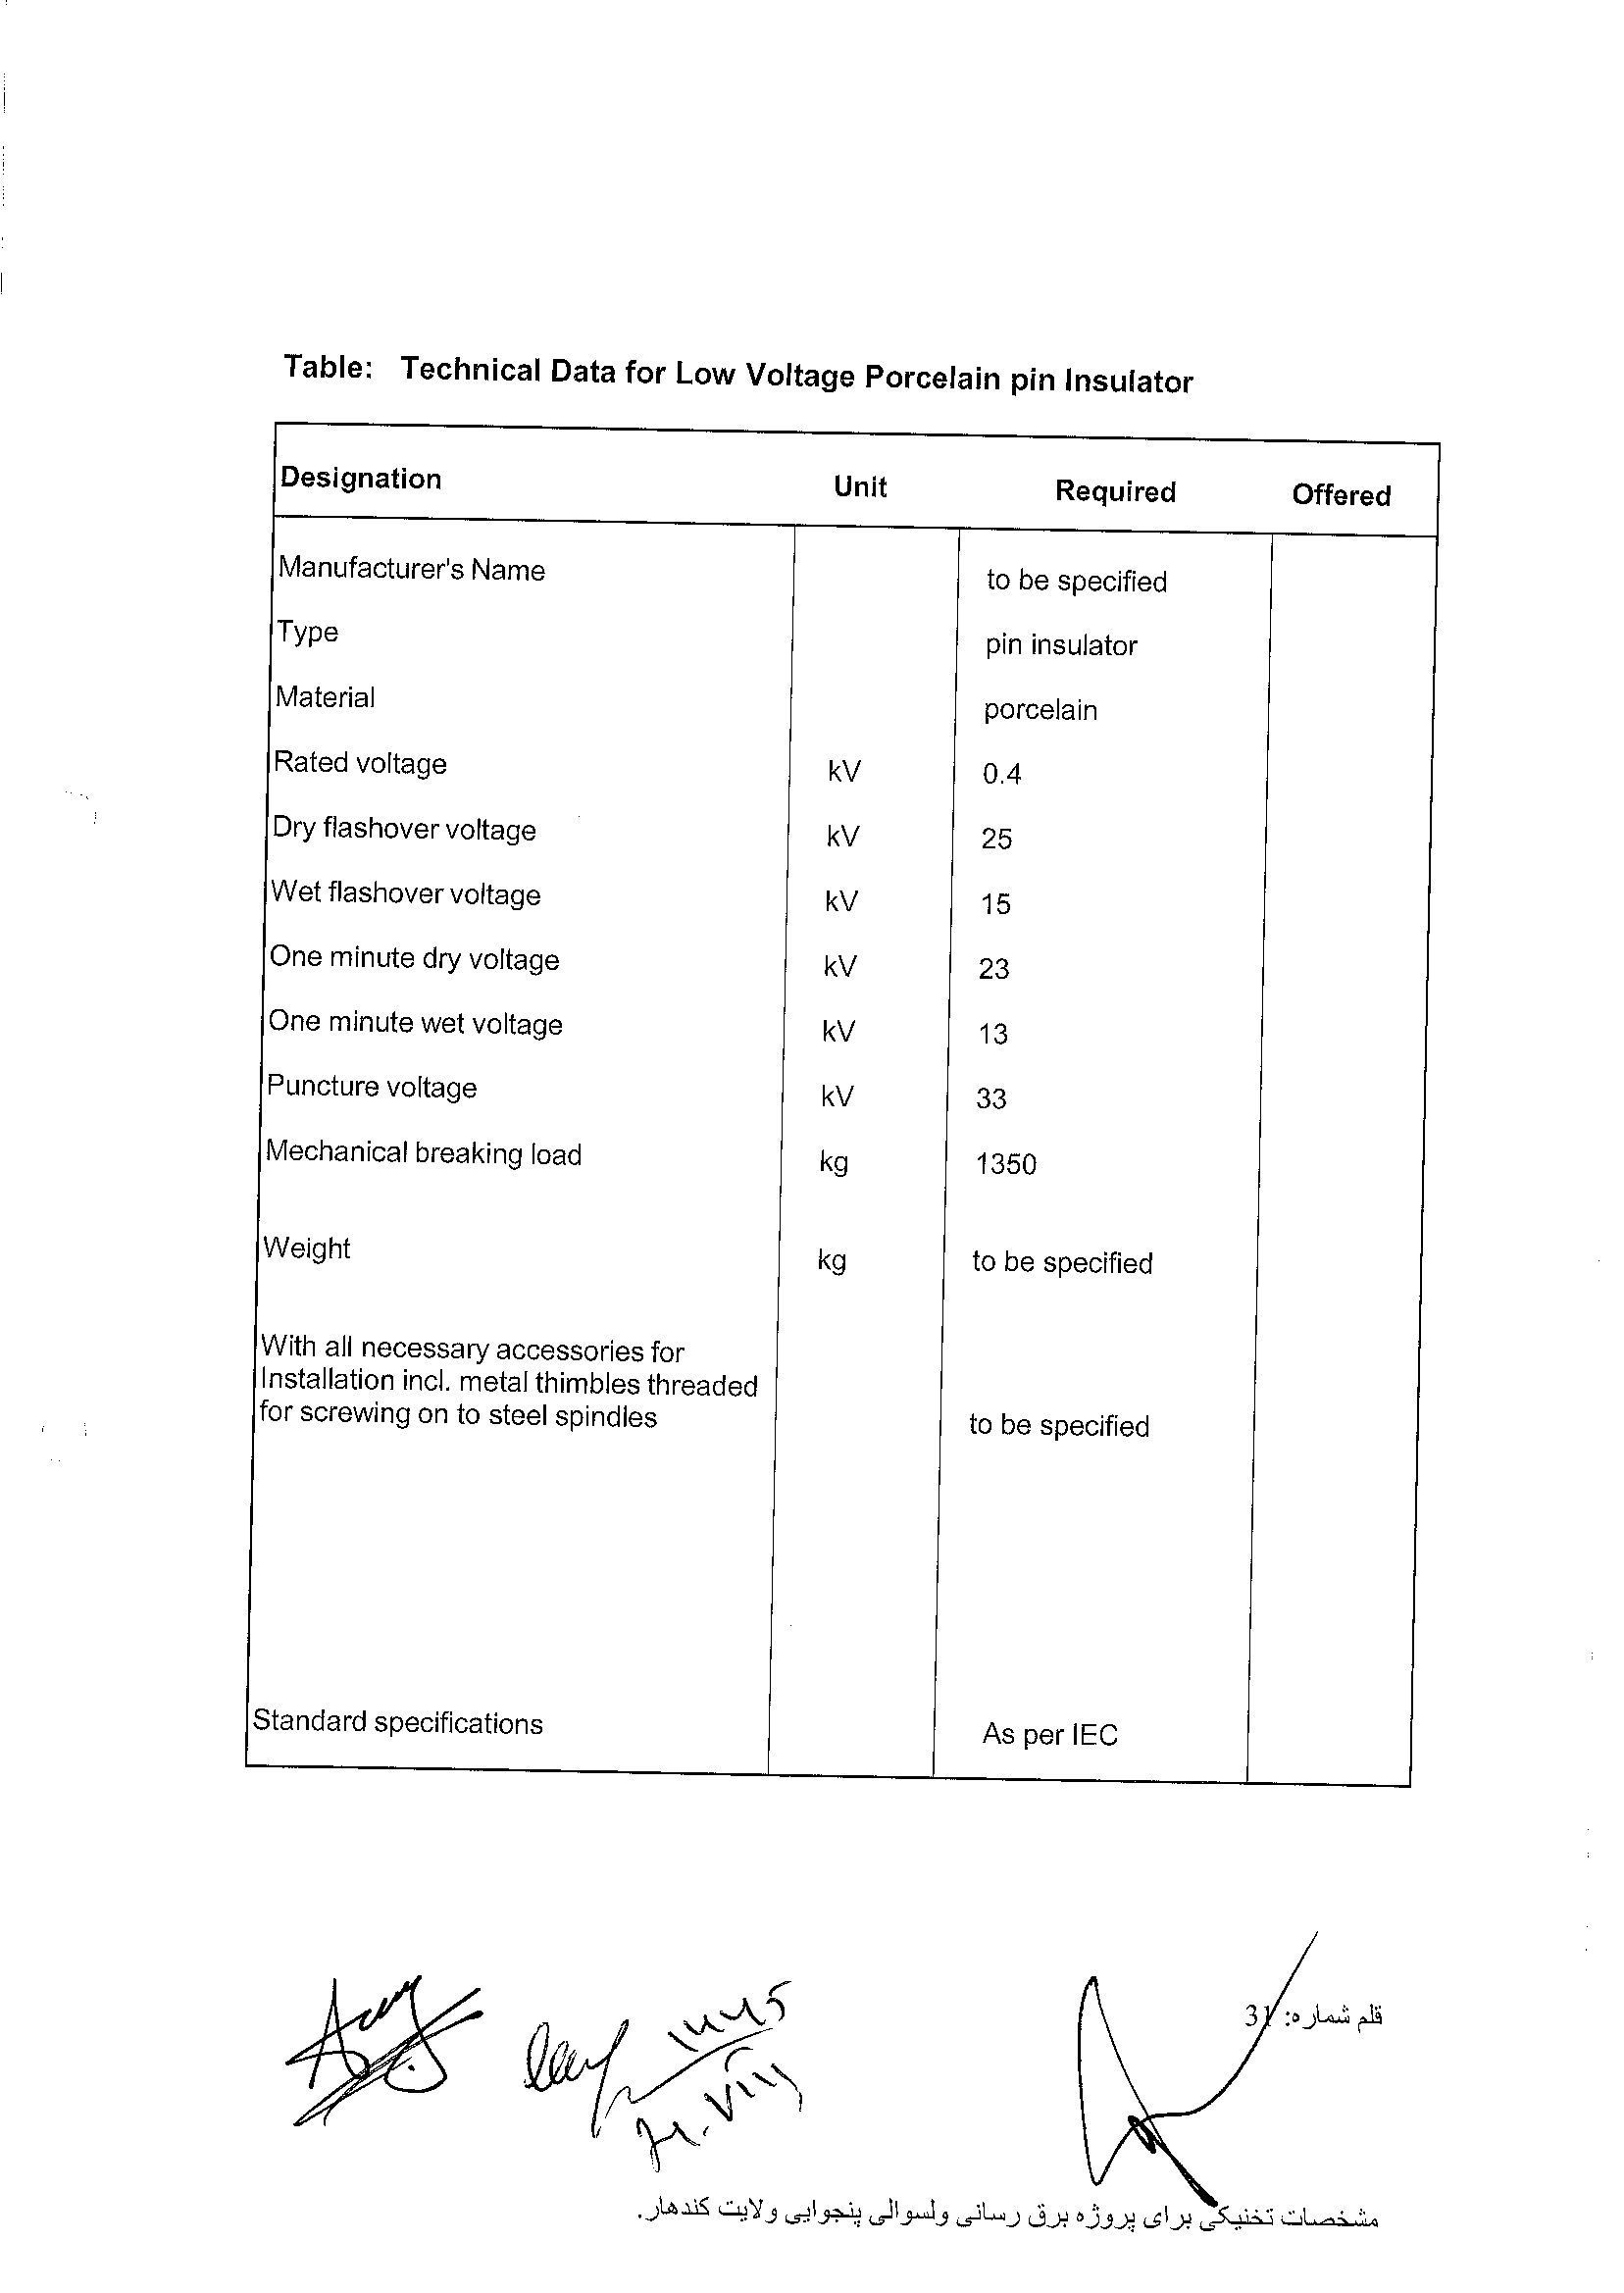 Table: Technical Data for Low Voltage Porcelain pin Insulator
Designation Unit Required Offered
Manufacturer's Name to be specified
Type pin insulator
Material porcelain
Rated voltage kV 0.4
Dry flashover voltage kV 25
Wet flashover voltage kV 15
One minute dry voltage kV 23
One minute wet voltage kV 13
Puncture voltage kV 33
Mechanical breaking load kg 1350
Weight kg to be specified
With all necessary accessories for
Installation incl. metal thimbles threaded
for screwing on to steel spindles to be specified
Standard specifications As per IEC
قلم شماره: 31
مشخصات تخنیکی برای پروژه برق رسانی ولسوالی پنجوایی ولایت کندهار.